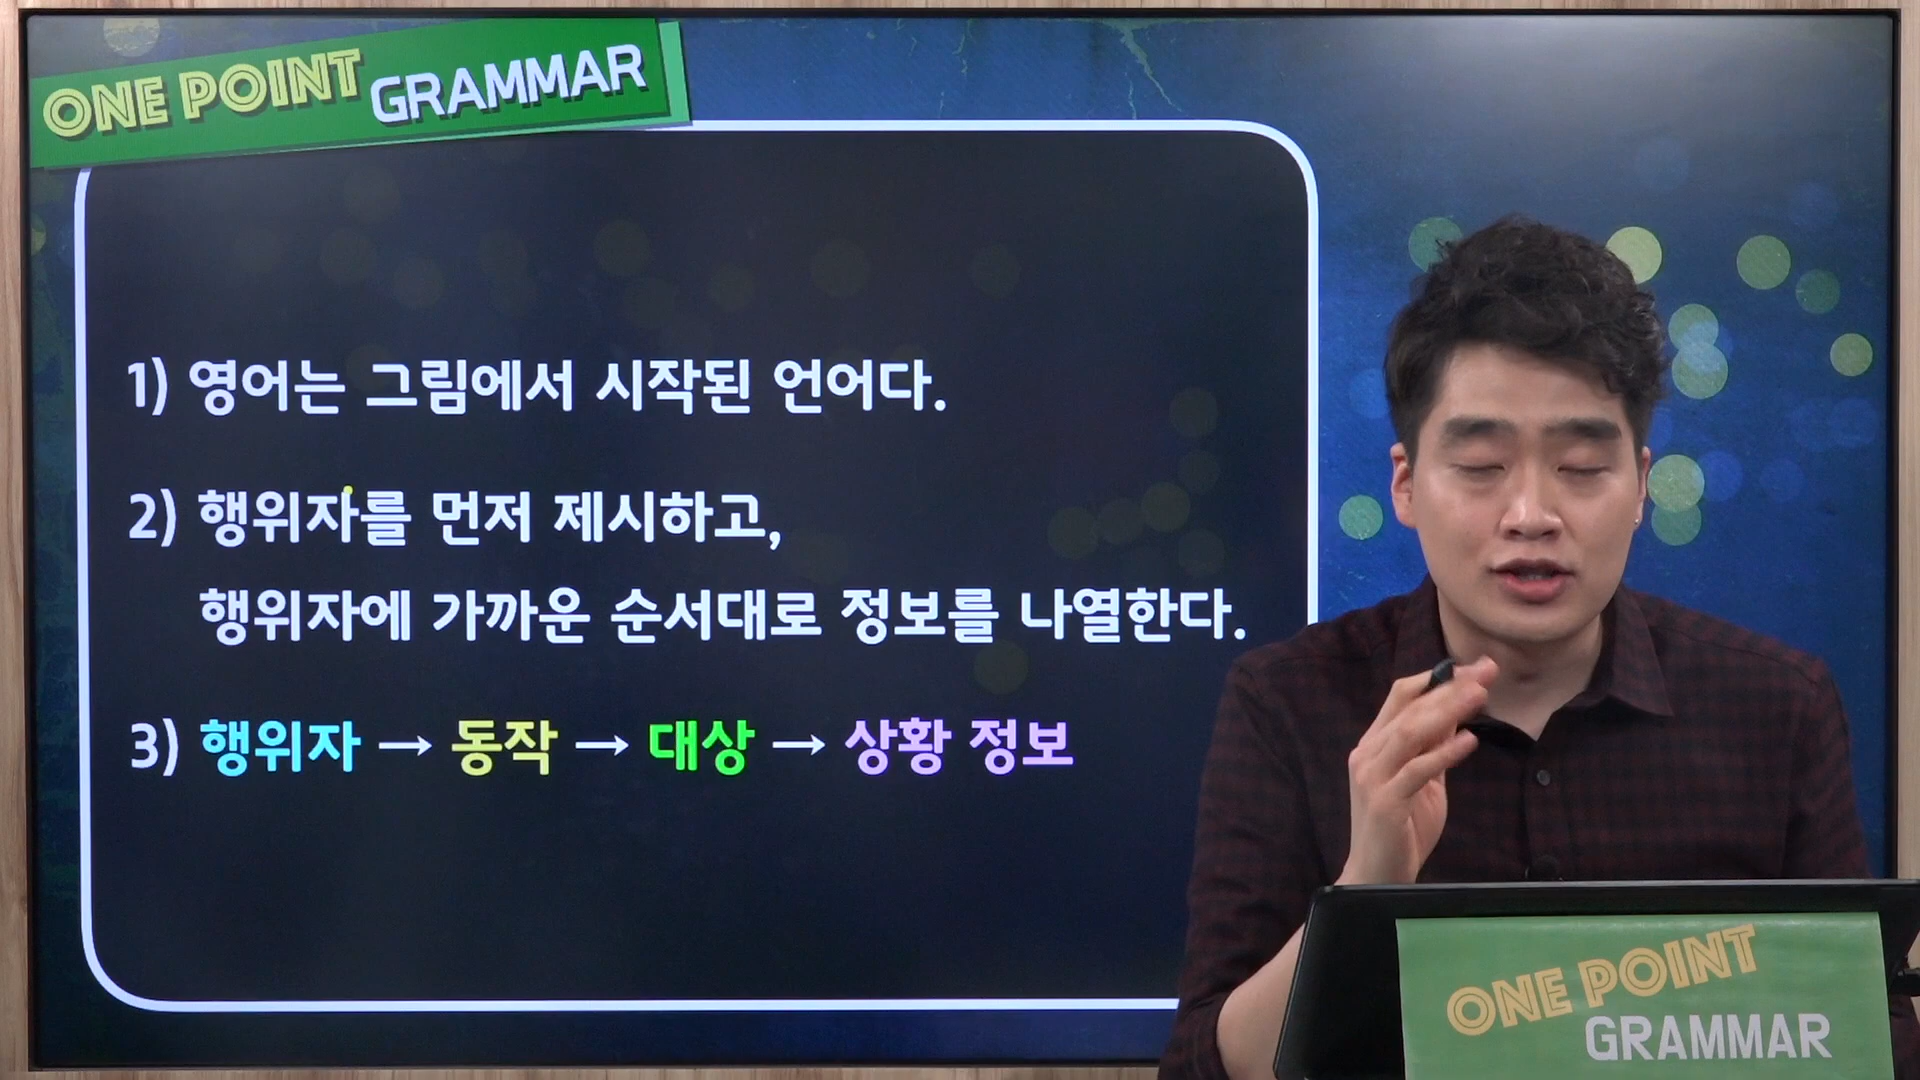 ONE POINT GRAMMAR
1) 영어는 그림에서 시작된 언어다.
2) 행위자를 먼저 제시하고,
행위자에 가까운 순서대로 정보를 나열한다.
3) 행위자 → 동작 → 대상 → 상황 정보
ONE POINT
GRAMMAR